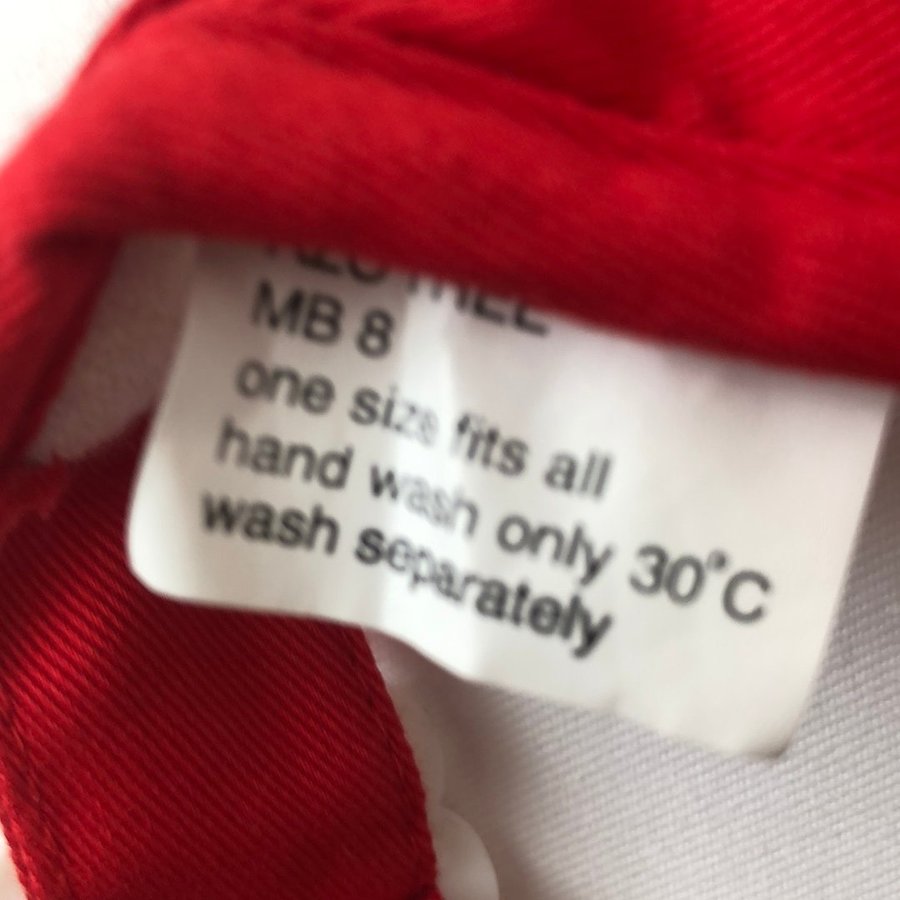 MB 8
one size fits all
hand wash only 30°C
wash separately